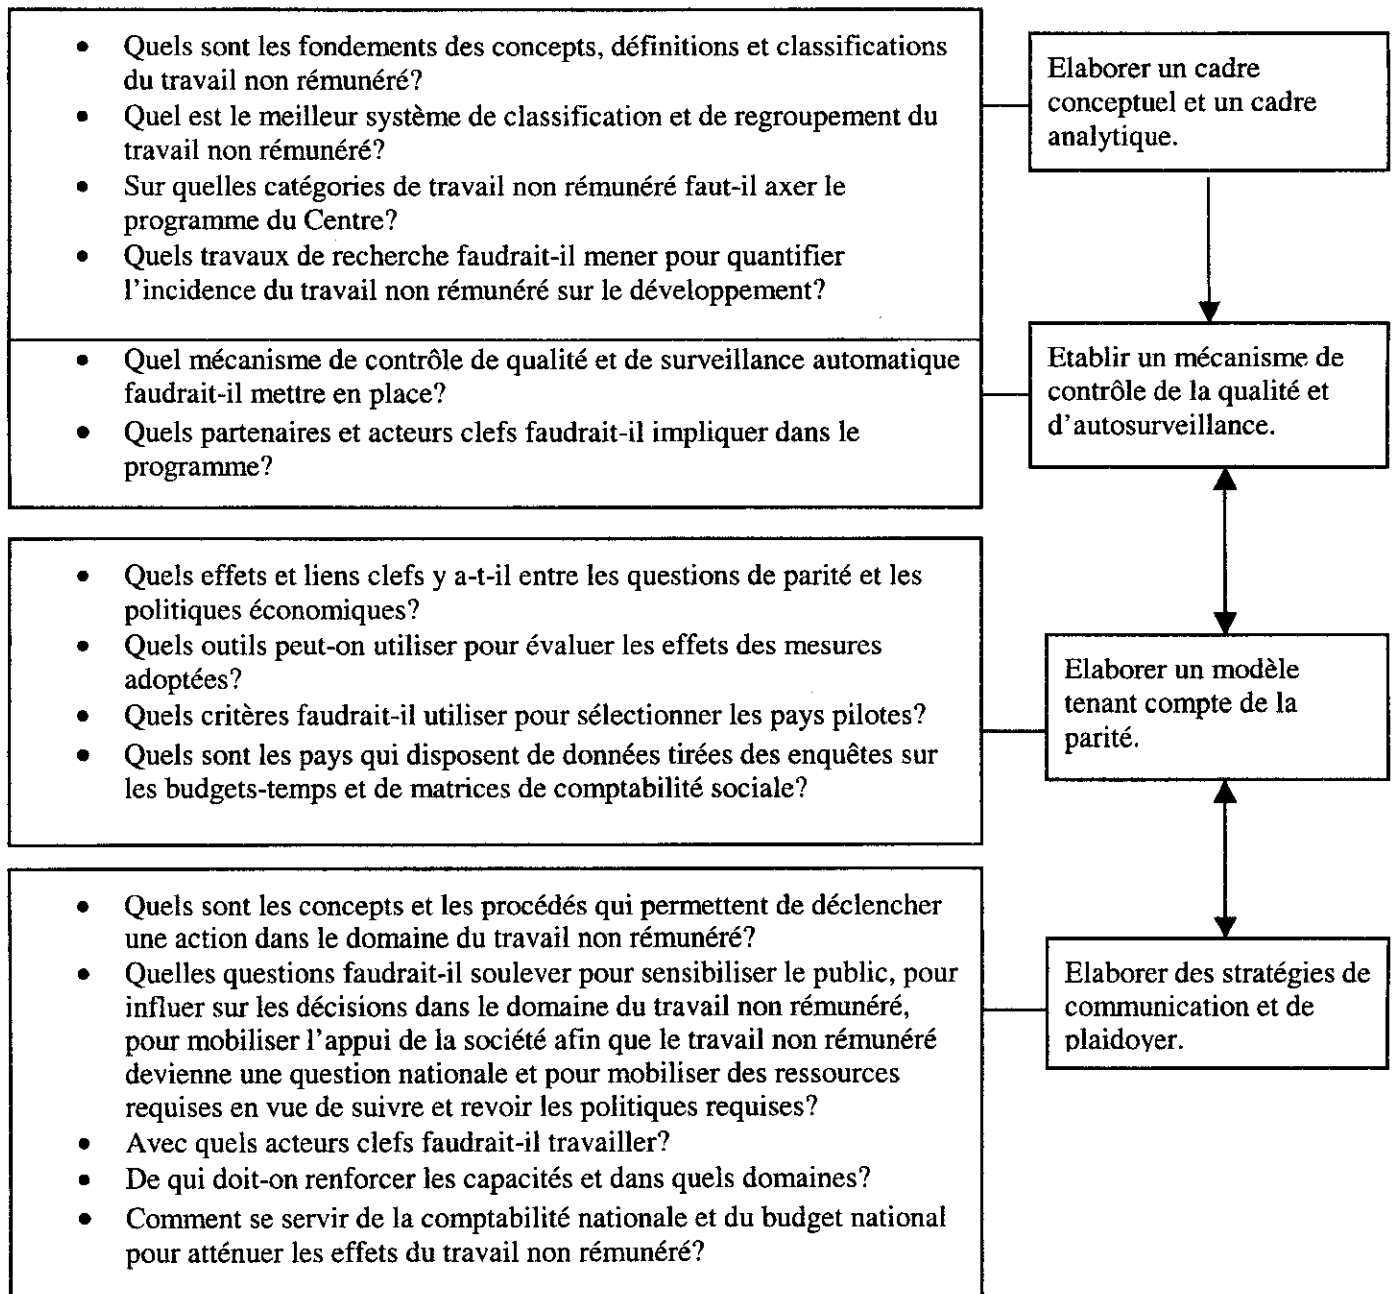 • Quels sont les fondements des concepts, définitions et classifications
du travail non rémunéré?
• Quel est le meilleur système de classification et de regroupement du
travail non rémunéré?
• Sur quelles catégories de travail non rémunéré faut-il axer le
programme du Centre?
• Quels travaux de recherche faudrait-il mener pour quantifier
l'incidence du travail non rémunéré sur le développement?
Elaborer un cadre
conceptuel et un cadre
analytique.
• Quel mécanisme de contrôle de qualité et de surveillance automatique
faudrait-il mettre en place?
• Quels partenaires et acteurs clefs faudrait-il impliquer dans le
programme?
Etablir un mécanisme de
contrôle de la qualité et
d'autosurveillance.
• Quels effets et liens clefs y a-t-il entre les questions de parité et les
politiques économiques?
• Quels outils peut-on utiliser pour évaluer les effets des mesures
adoptées?
• Quels critères faudrait-il utiliser pour sélectionner les pays pilotes?
• Quels sont les pays qui disposent de données tirées des enquêtes sur
les budgets-temps et de matrices de comptabilité sociale?
Elaborer un modèle
tenant compte de la
parité.
• Quels sont les concepts et les procédés qui permettent de déclencher
une action dans le domaine du travail non rémunéré?
• Quelles questions faudrait-il soulever pour sensibiliser le public, pour
influer sur les décisions dans le domaine du travail non rémunéré,
pour mobiliser l'appui de la société afin que le travail non rémunéré
devienne une question nationale et pour mobiliser des ressources
requises en vue de suivre et revoir les politiques requises?
• Avec quels acteurs clefs faudrait-il travailler?
• De qui doit-on renforcer les capacités et dans quels domaines?
• Comment se servir de la comptabilité nationale et du budget national
pour atténuer les effets du travail non rémunéré?
Elaborer des stratégies de
communication et de
plaidoyer.